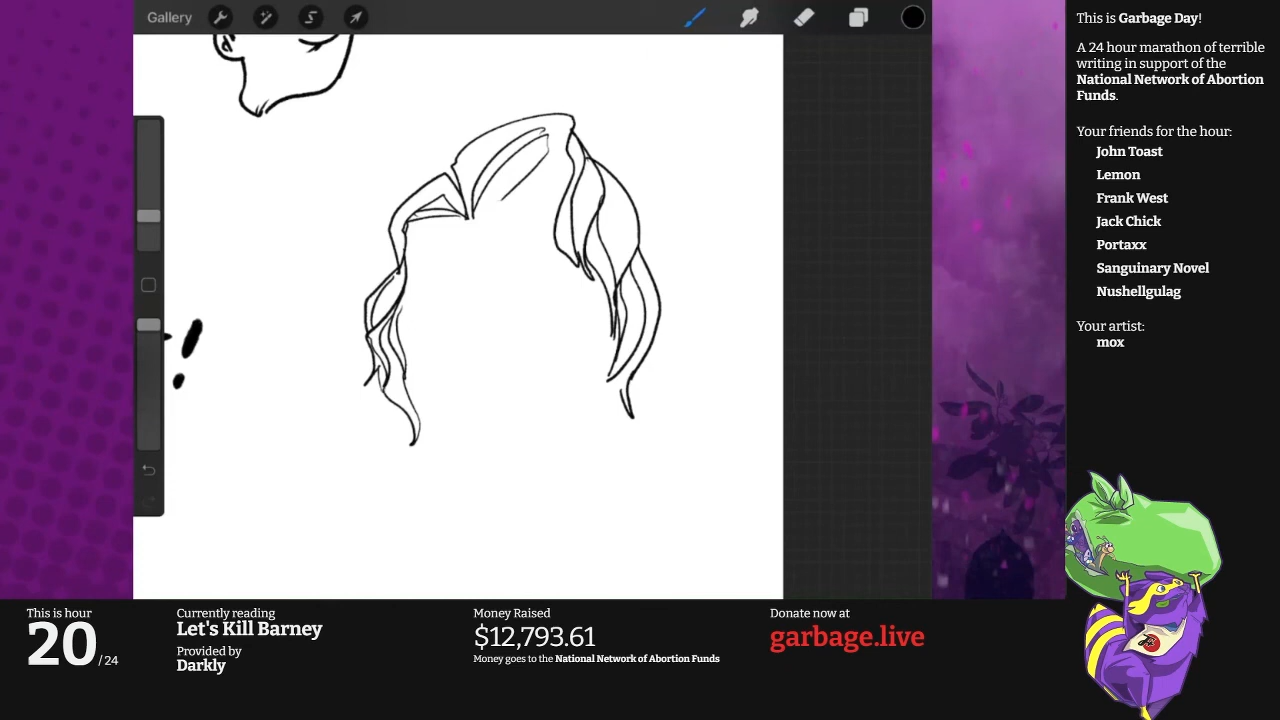 Gallery
This is Garbage Day!
A 24 hour marathon of terrible
writing in support of the
National Network of Abortion
Funds.
Your friends for the hour:
John Toast
Lemon
Frank West
Jack Chick
Portaxx
Sanguinary Novel
Nushellgulag
Your artist:
mox
This is hour
20/24
Currently reading
Let's Kill Barney
Provided by
Darkly
Money Raised
$12,793.61
Money goes to the National Network of Abortion Funds
Donate now at
garbage.live